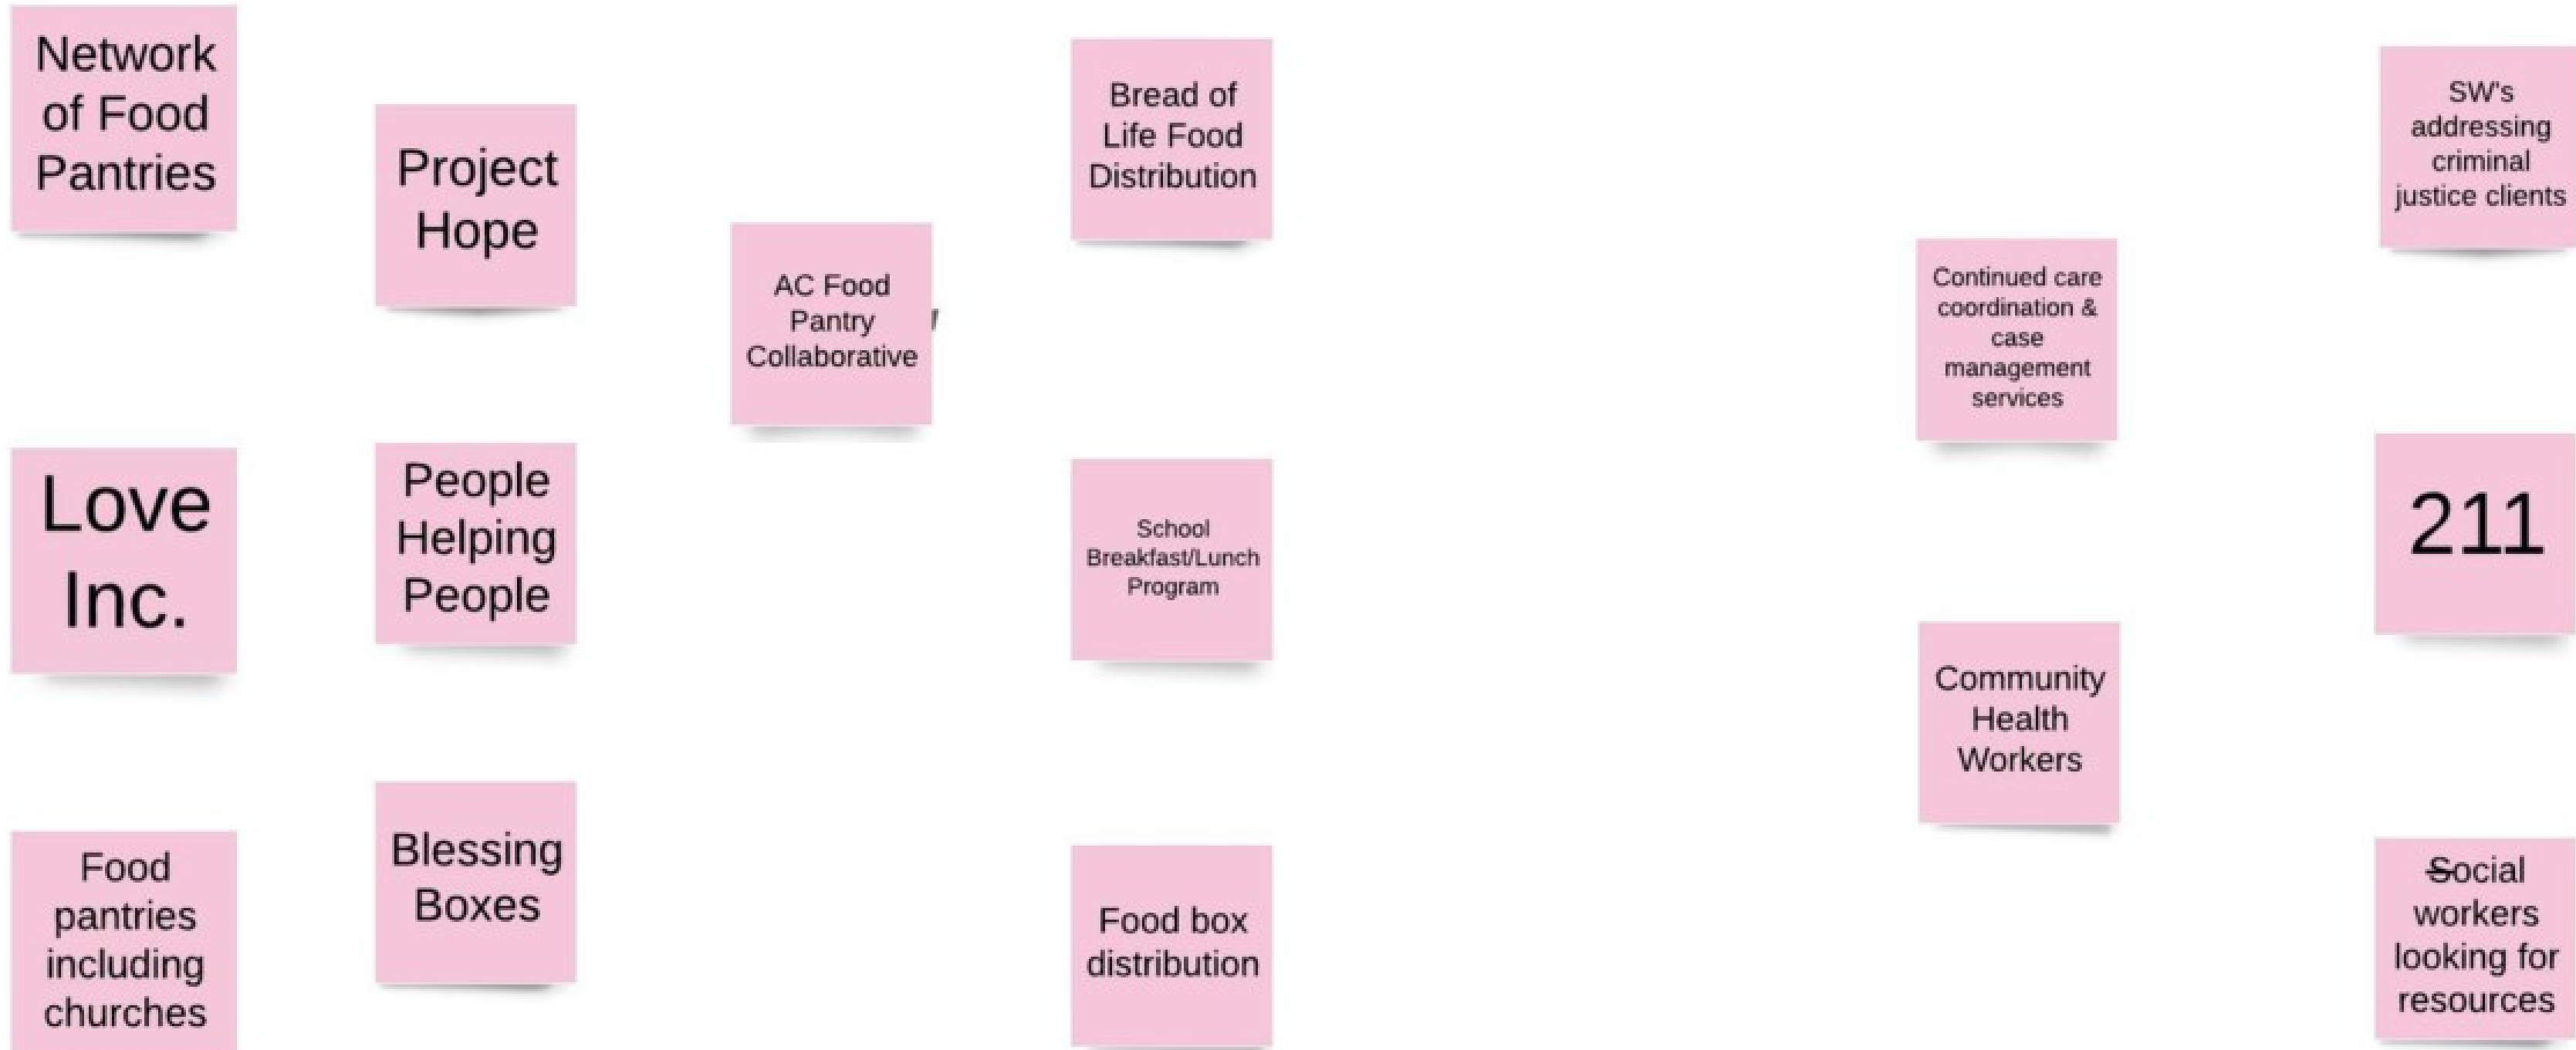 Network
of Food
Pantries
Project
Hope
AC Food
Pantry
Collaborative
Bread of
Life Food
Distribution
Continued care
coordination &
case
management
services
SW's
addressing
criminal
justice clients
Love
Inc.
People
Helping
People
School
Breakfast/Lunch
Program
Community
Health
Workers
211
Food
pantries
including
churches
Blessing
Boxes
Food box
distribution
Social
workers
looking for
resources